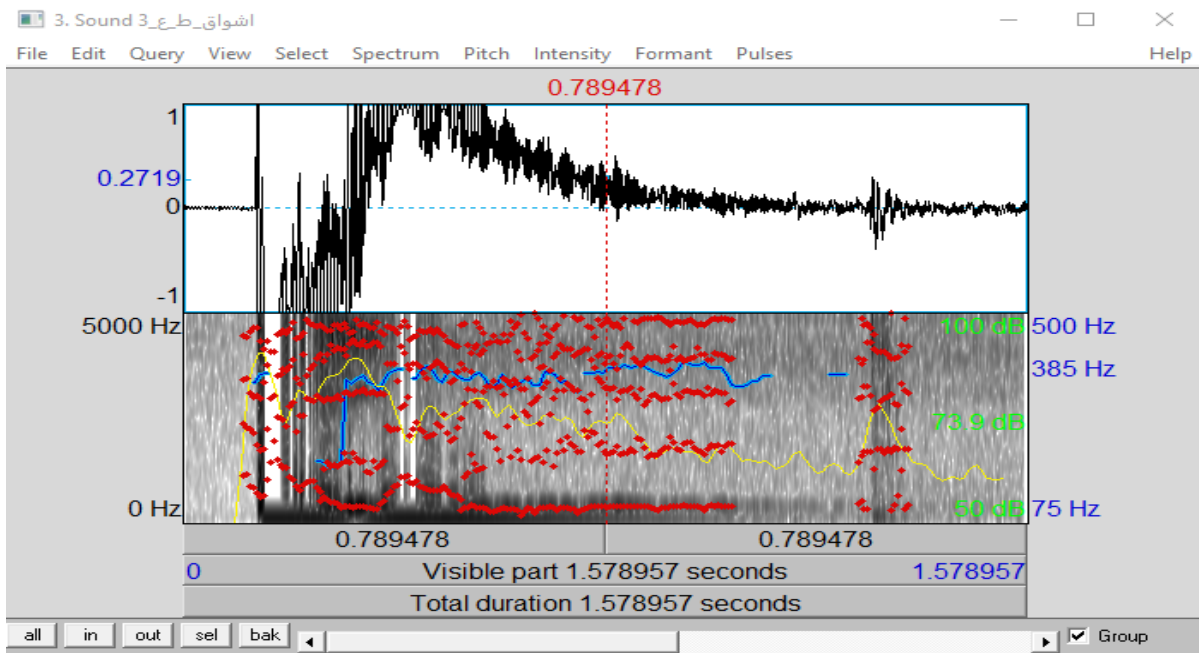 3. Sound 3_اشواق_ط_ع
File Edit Query View Select Spectrum Pitch Intensity Formant Pulses Help
0.789478
1
0.2719
0
-1
5000 Hz 100 dB 500 Hz
385 Hz
73.9 dB
0 Hz 50 dB 75 Hz
0.789478 0.789478
0 Visible part 1.578957 seconds 1.578957
Total duration 1.578957 seconds
all in out sel bak Group